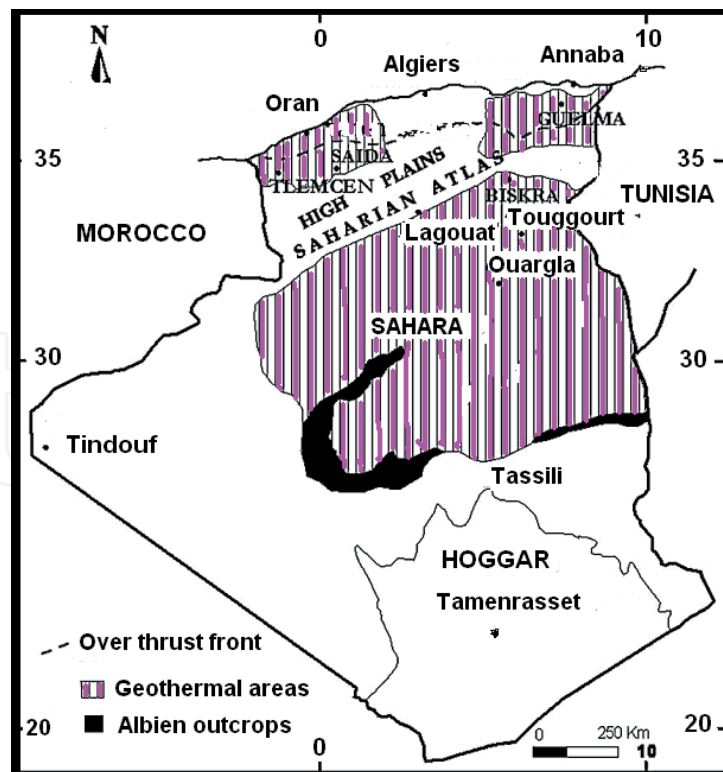 0 10
N
Algiers Annaba
Oran
GUELMA
35 SAIDA 35
TLEMCEN
HIGH PLAINS
SAHARIAN ATLAS
BISKRA TUNISIA
MOROCCO Touggourt
Lagouat
Ouargla
SAHARA
30 30
Tindouf
Tassili
HOGGAR
Tamenrasset
Over thrust front
Geothermal areas
Albien outcrops
20 20
0 250 Km
10
0